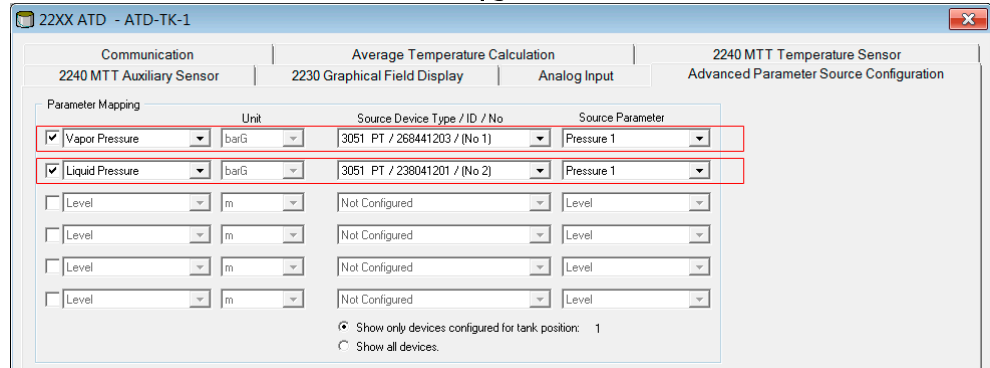 22XX ATD - ATD-TK-1
Communication Average Temperature Calculation 2240 MTT Temperature Sensor
2240 MTT Auxiliary Sensor 2230 Graphical Field Display Analog Input Advanced Parameter Source Configuration
Parameter Mapping
Unit Source Device Type / ID / No Source Parameter
Vapor Pressure barG 3051 PT / 268441203 / (No 1) Pressure 1
Liquid Pressure barG 3051 PT / 238041201 / (No 2) Pressure 1
Level m Not Configured Level
Level m Not Configured Level
Level m Not Configured Level
Level m Not Configured Level
Show only devices configured for tank position: 1
Show all devices.